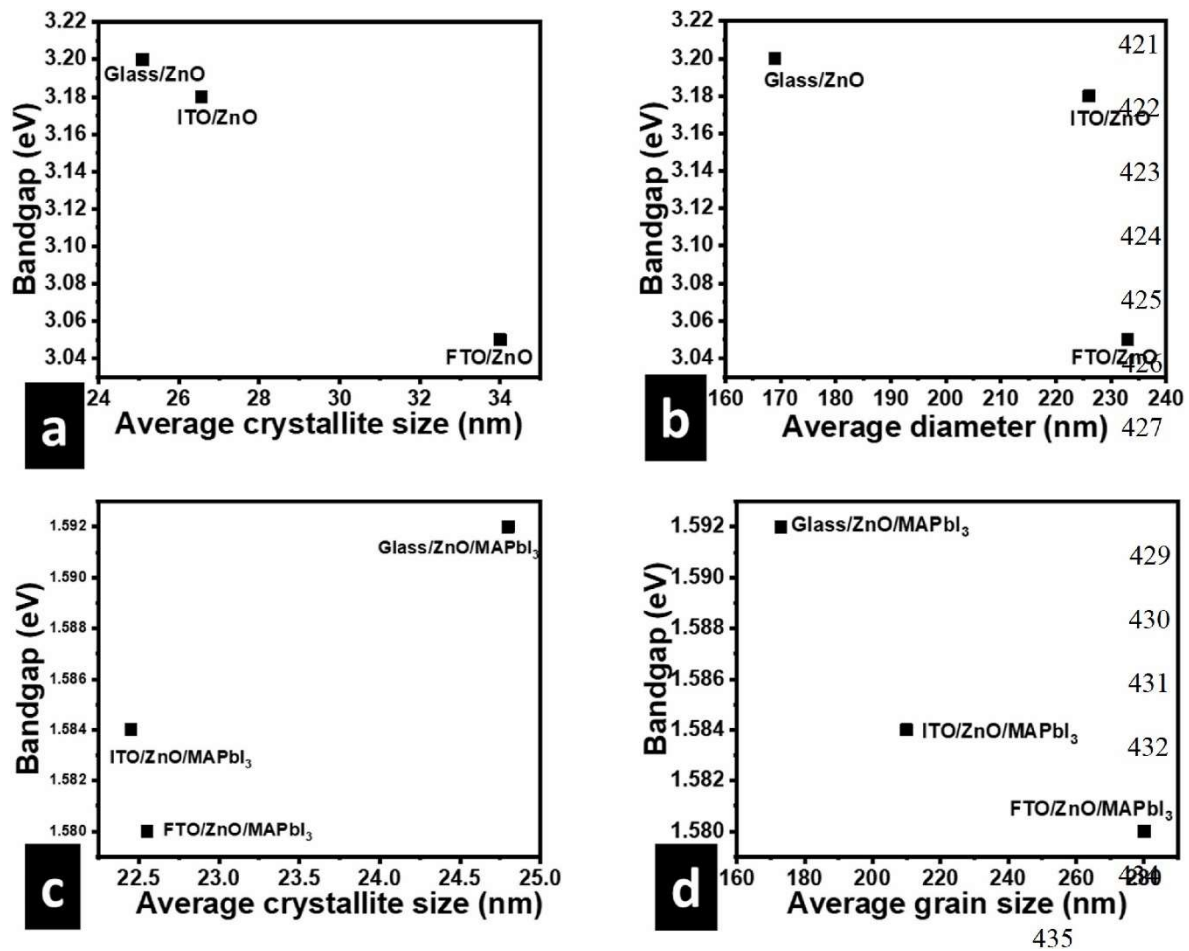 3.22
3.20
3.18
3.16
3.14
3.12
3.10
3.08
3.06
3.04
Bandgap (eV)
Glass/ZnO
ITO/ZnO
FTO/ZnO
24 26 28 30 32 34
Average crystallite size (nm)
a
3.22
3.20
3.18
3.16
3.14
3.12
3.10
3.08
3.06
3.04
Bandgap (eV)
Glass/ZnO
ITO/ZnO
FTO/ZnO
160 170 180 190 200 210 220 230 240
Average diameter (nm)
b
421
422
423
424
425
426
427
1.592
1.590
1.588
1.586
1.584
1.582
1.580
Bandgap (eV)
Glass/ZnO/MAPbI₃
ITO/ZnO/MAPbI₃
FTO/ZnO/MAPbI₃
22.5 23.0 23.5 24.0 24.5 25.0
Average crystallite size (nm)
c
1.592
1.590
1.588
1.586
1.584
1.582
1.580
Bandgap (eV)
Glass/ZnO/MAPbI₃
ITO/ZnO/MAPbI₃
FTO/ZnO/MAPbI₃
160 180 200 220 240 260 280
Average grain size (nm)
d
429
430
431
432
434
435